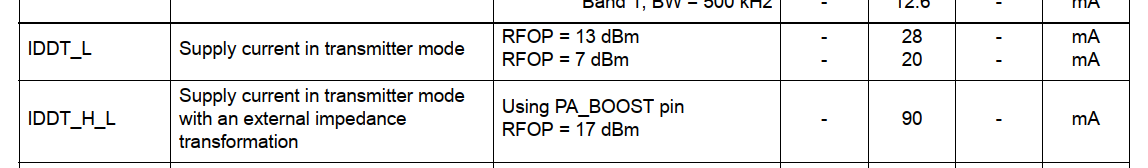 Band 1, BW = 500 kHz - 12.6 - mA
IDDT_L Supply current in transmitter mode RFOP = 13 dBm - 28 - mA
RFOP = 7 dBm - 20 - mA
IDDT_H_L Supply current in transmitter mode with an external impedance transformation Using PA_BOOST pin RFOP = 17 dBm - 90 - mA